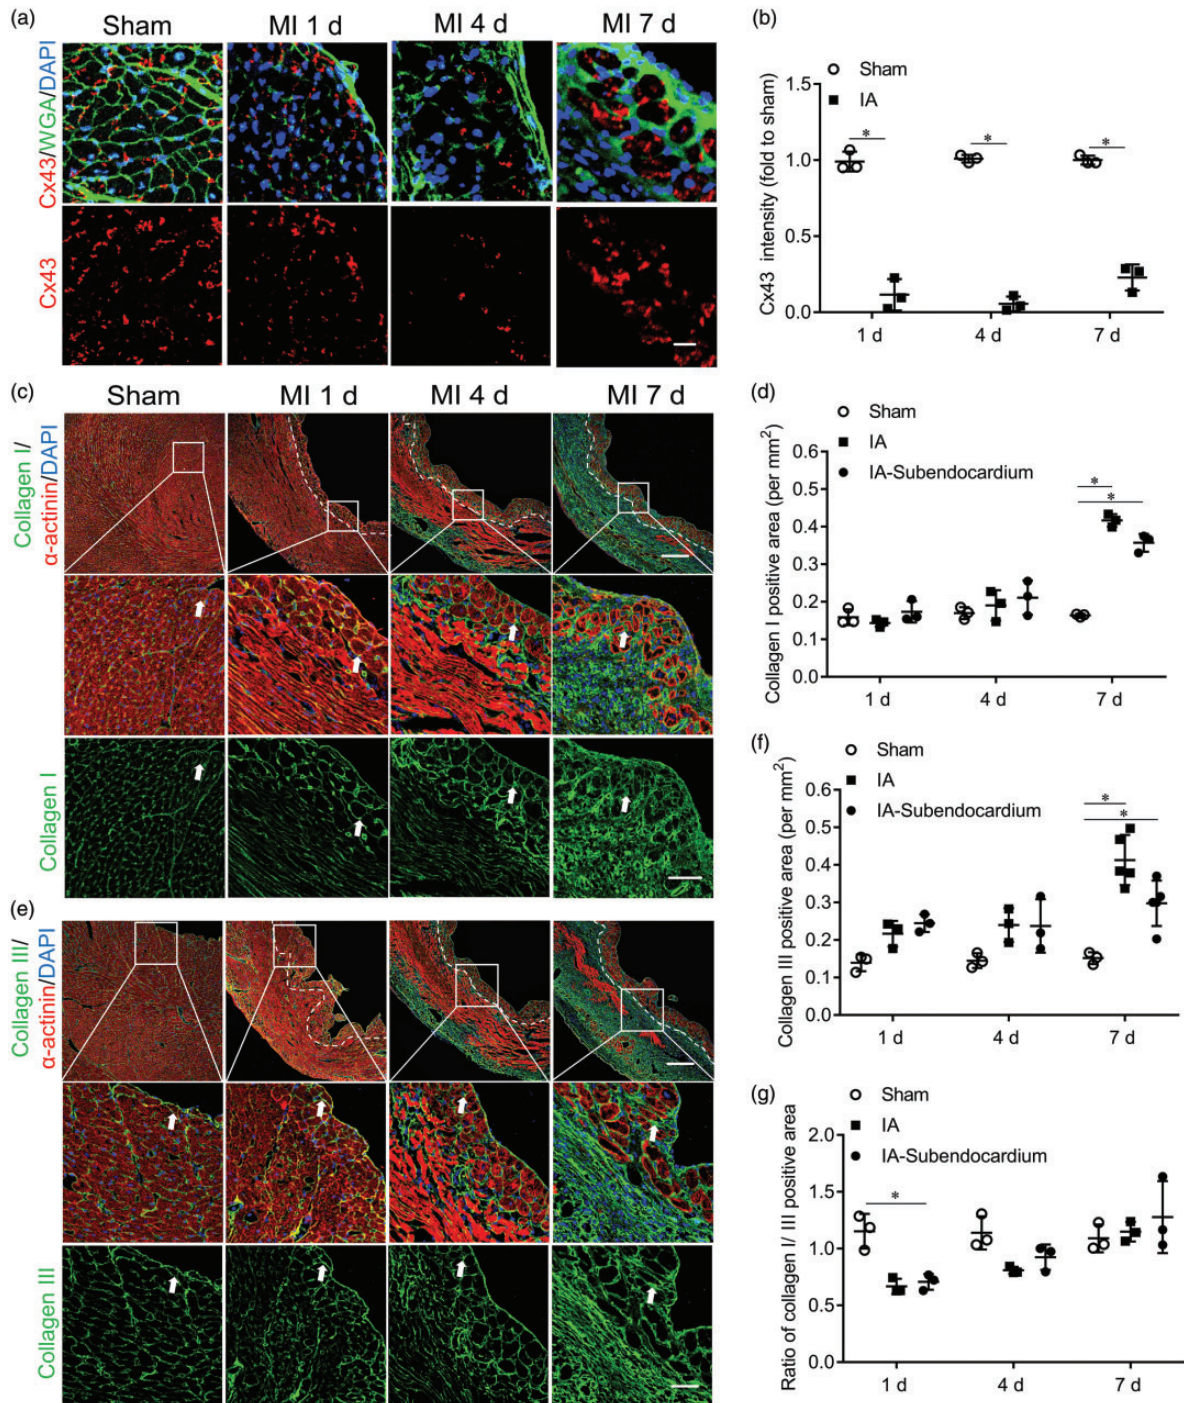 (a)
Sham
MI 1 d
MI 4 d
MI 7 d
Cx43/WGA/DAPI
Cx43
(b)
Sham
IA
Cx43 intensity (fold to sham)
1.5
1.0
0.5
0.0
*
*
*
1 d
4 d
7 d
(c)
Sham
MI 1 d
MI 4 d
MI 7 d
Collagen I/
α-actinin/DAPI
Collagen I
(d)
Sham
IA
IA-Subendocardium
Collagen I positive area (per mm²)
0.6
0.5
0.4
0.3
0.2
0.1
0.0
*
*
1 d
4 d
7 d
(e)
Collagen III/
α-actinin/DAPI
Collagen III
(f)
Sham
IA
IA-Subendocardium
Collagen III positive area (per mm²)
0.6
0.5
0.4
0.3
0.2
0.1
0.0
*
*
1 d
4 d
7 d
(g)
Sham
IA
IA-Subendocardium
Ratio of collagen I/ III positive area
2.0
1.5
1.0
0.5
0.0
*
1 d
4 d
7 d